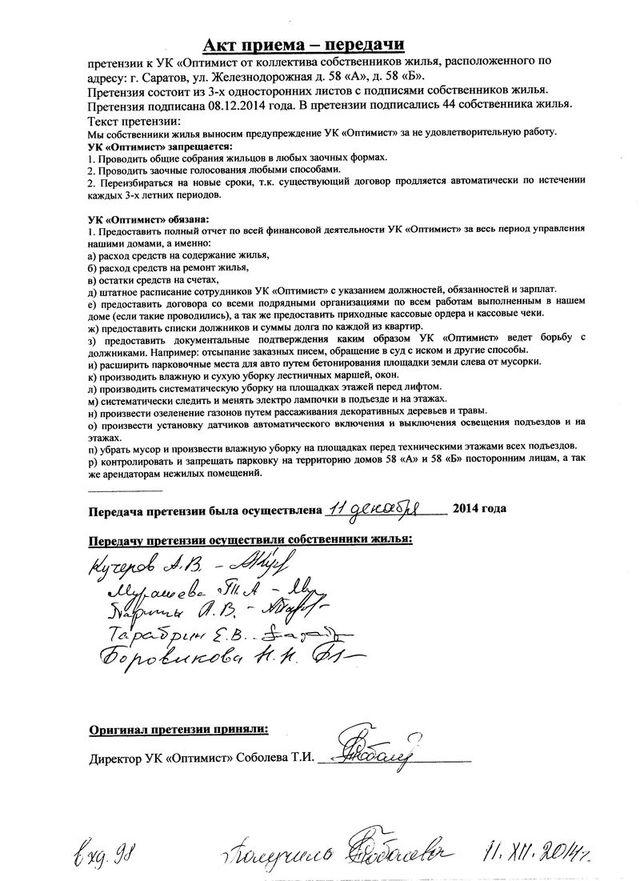 Акт приема – передачи
претензии к УК «Оптимист от коллектива собственников жилья, расположенного по
адресу: г. Саратов, ул. Железнодорожная д. 58 «А», д. 58 «Б».
Претензия состоит из 3-х односторонних листов с подписями собственников жилья.
Претензия подписана 08.12.2014 года. В претензии подписались 44 собственника жилья.
Текст претензии:
Мы собственники жилья выносим предупреждение УК «Оптимист» за не удовлетворительную работу.
УК «Оптимист» запрещается:
1. Проводить общие собрания жильцов в любых заочных формах.
2. Проводить заочные голосования любыми способами.
2. Переизбираться на новые сроки, т.к. существующий договор продляется автоматически по истечении
каждых 3-х летних периодов.
УК «Оптимист» обязана:
1. Предоставить полный отчет по всей финансовой деятельности УК «Оптимист» за весь период управления
нашими домами, а именно:
а) расход средств на содержание жилья,
б) расход средств на ремонт жилья,
в) остатки средств на счетах,
д) штатное расписание сотрудников УК «Оптимист» с указанием должностей, обязанностей и зарплат.
е) предоставить договора со всеми подрядными организациями по всем работам выполненным в нашем
доме (если такие проводились), а так же предоставить приходные кассовые ордера и кассовые чеки.
ж) предоставить списки должников и суммы долга по каждой из квартир.
з) предоставить документальные подтверждения каким образом УК «Оптимист» ведет борьбу с
должниками. Например: отсыпание заказных писем, обращение в суд с иском и другие способы.
и) расширить парковочные места для авто путем бетонирования площадки земли слева от мусорки.
к) производить влажную и сухую уборку лестничных маршей, окон.
л) производить систематическую уборку на площадках этажей перед лифтом.
м) систематически следить и менять электро лампочки в подъезде и на этажах.
н) произвести озеленение газонов путем рассаживания декоративных деревьев и травы.
о) произвести установку датчиков автоматического включения и выключения освещения подъездов и на
этажах.
п) убрать мусор и произвести влажную уборку на площадках перед техническими этажами всех подъездов.
р) контролировать и запрещать парковку на территорию домов 58 «А» и 58 «Б» посторонним лицам, а так
же арендаторам нежилых помещений.
Передача претензии была осуществлена 11 декабря 2014 года
Передачу претензии осуществили собственники жилья:
Кучеров А.В. -
Мурашева Т.А -
А.В. -
Тарабрин Е.В.
Боровикова Н.Н.
Оригинал претензии приняли:
Директор УК «Оптимист» Соболева Т.И.
вхд. 98 Получила Соболева 11.XII.2014г.